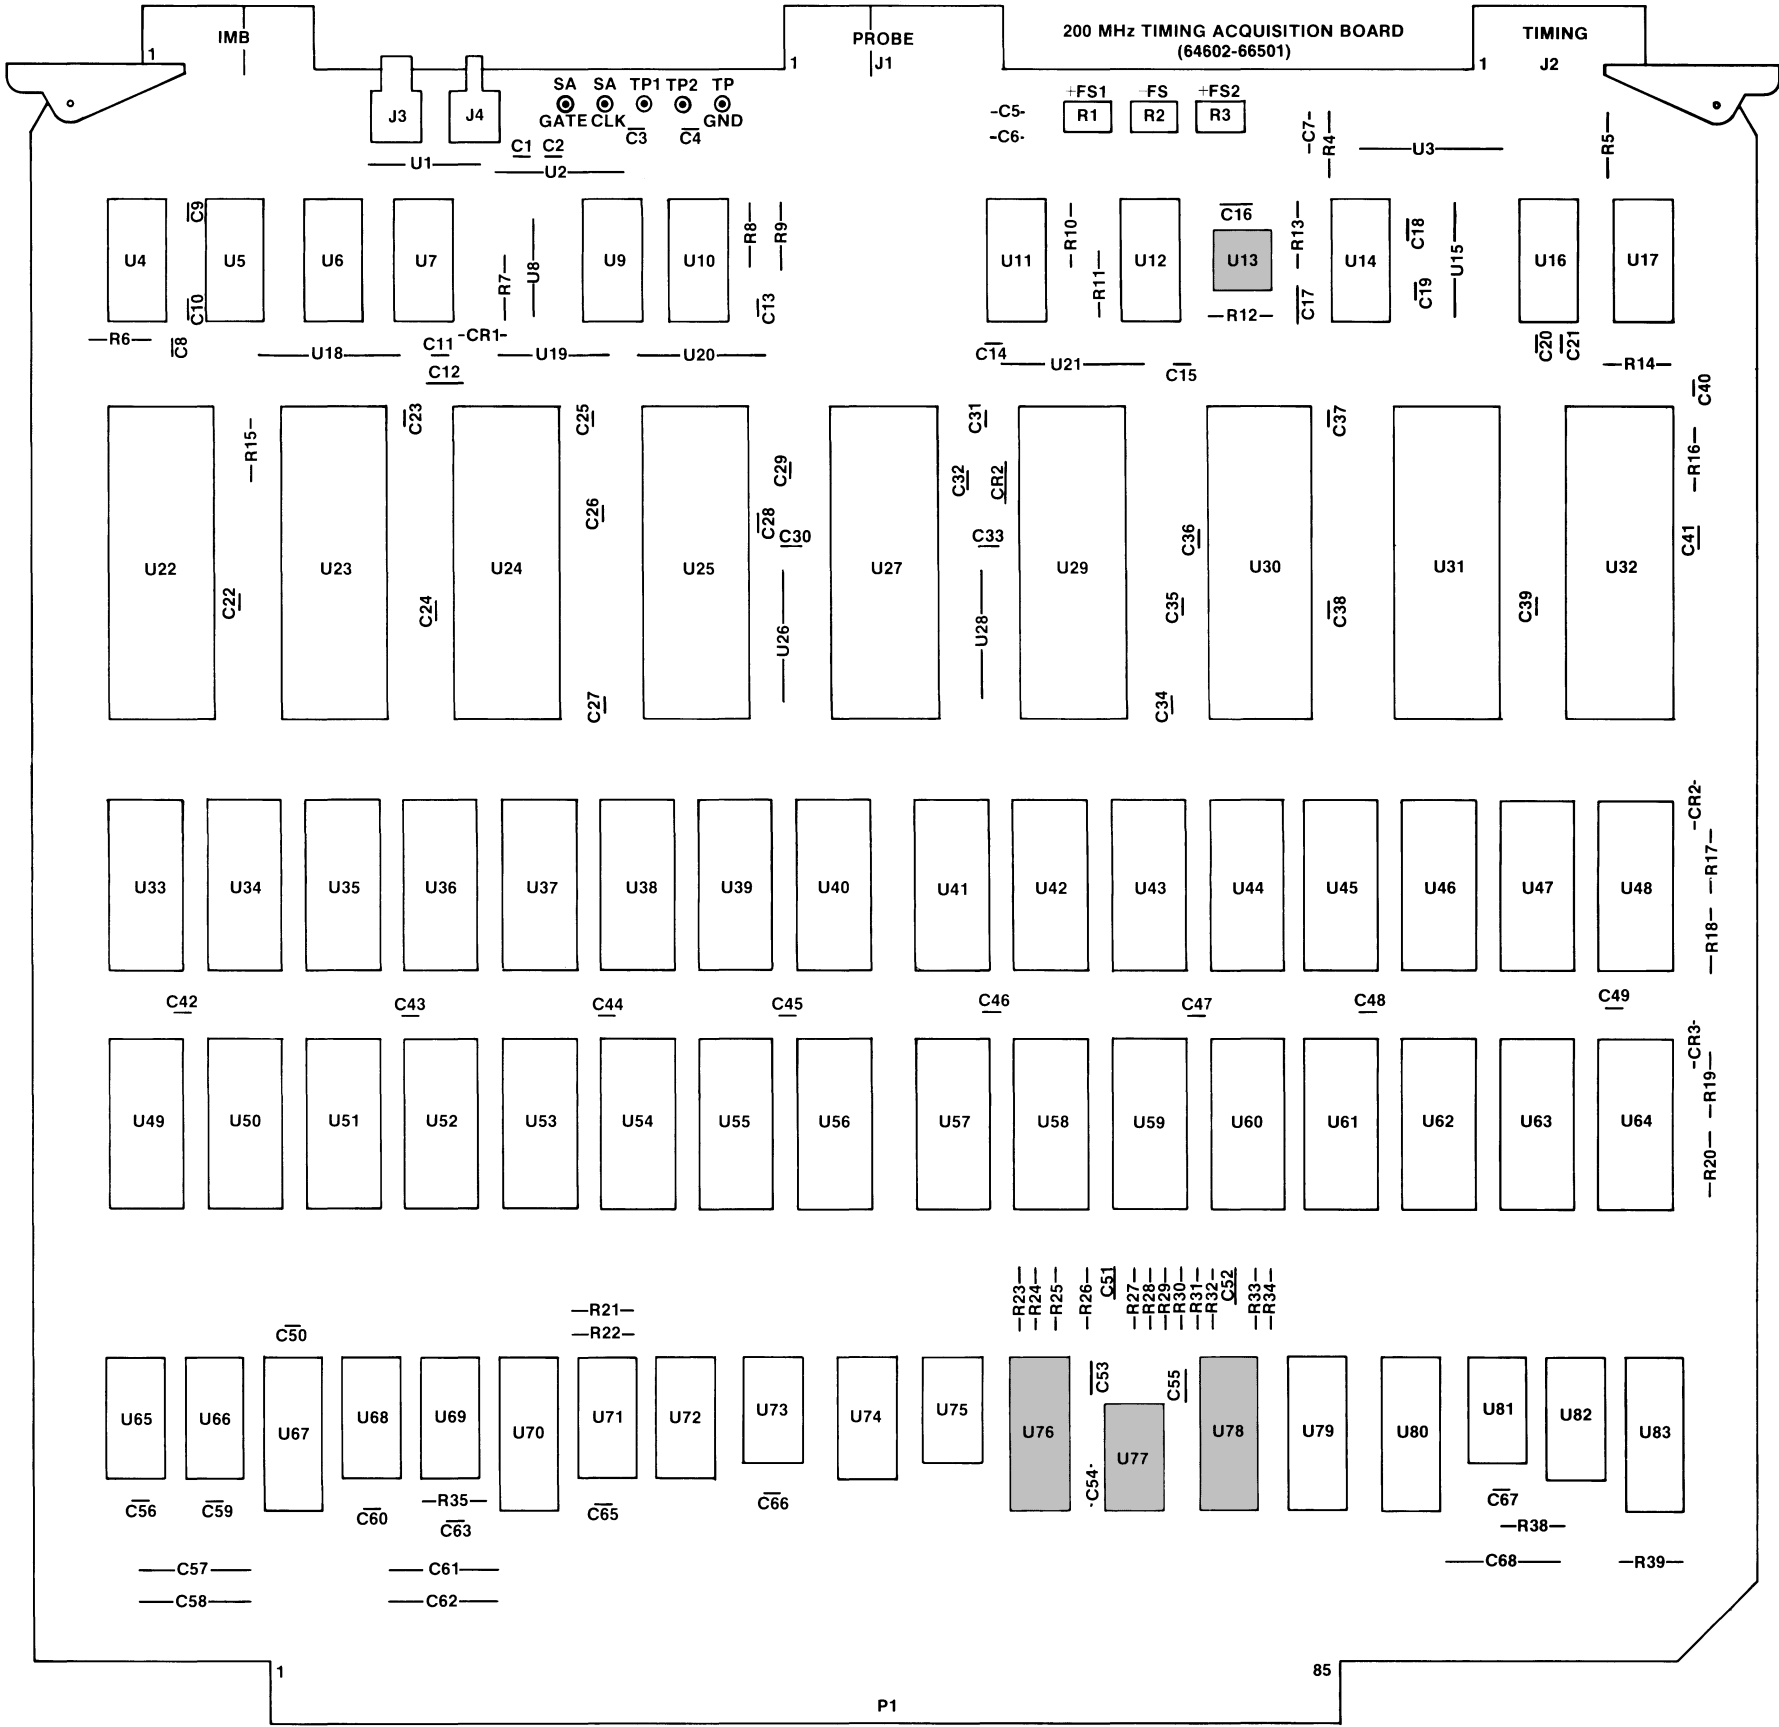 IMB
PROBE
200 MHz TIMING ACQUISITION BOARD
(64602-66501)
TIMING
1
1
J1
1
J2
J3
J4
SA
SA
TP1
TP2
TP
GATE
CLK
GND
C3
C4
+FS1
-FS
+FS2
R1
R2
R3
-C5-
-C6-
-C7-
R4
U3
R5
C1
C2
U1
U2
U4
C9
C10
U5
U6
U7
R7
U8
U9
U10
R8
R9
C13
U11
R10
R11
U12
C16
U13
R12
R13
C17
U14
C18
C19
U15
U16
U17
R6
C8
U18
C11
C12
-CR1-
U19
U20
C14
U21
C15
C20
C21
R14
C40
U22
R15
C22
U23
C23
C24
U24
C25
C26
C27
U25
C29
C28
C30
U26
U27
C31
C32
CR2
C33
U28
U29
C36
C35
C34
U30
C37
C38
U31
C39
U32
R16
C41
U33
U34
U35
U36
U37
U38
U39
U40
U41
U42
U43
U44
U45
U46
U47
U48
-CR2-
R17
R18
C42
C43
C44
C45
C46
C47
C48
C49
U49
U50
U51
U52
U53
U54
U55
U56
U57
U58
U59
U60
U61
U62
U63
U64
-CR3-
R19
R20
R21
R22
R23
R24
R25
R26
C51
R27
R28
R29
R30
R31
R32
C52
R33
R34
C50
U65
U66
U67
U68
U69
U70
U71
U72
U73
U74
U75
U76
C53
-C54-
U77
C55
U78
U79
U80
U81
U82
U83
C56
C59
C60
R35
C63
C65
C66
C67
R38
C57
C61
C68
R39
C58
C62
1
85
P1